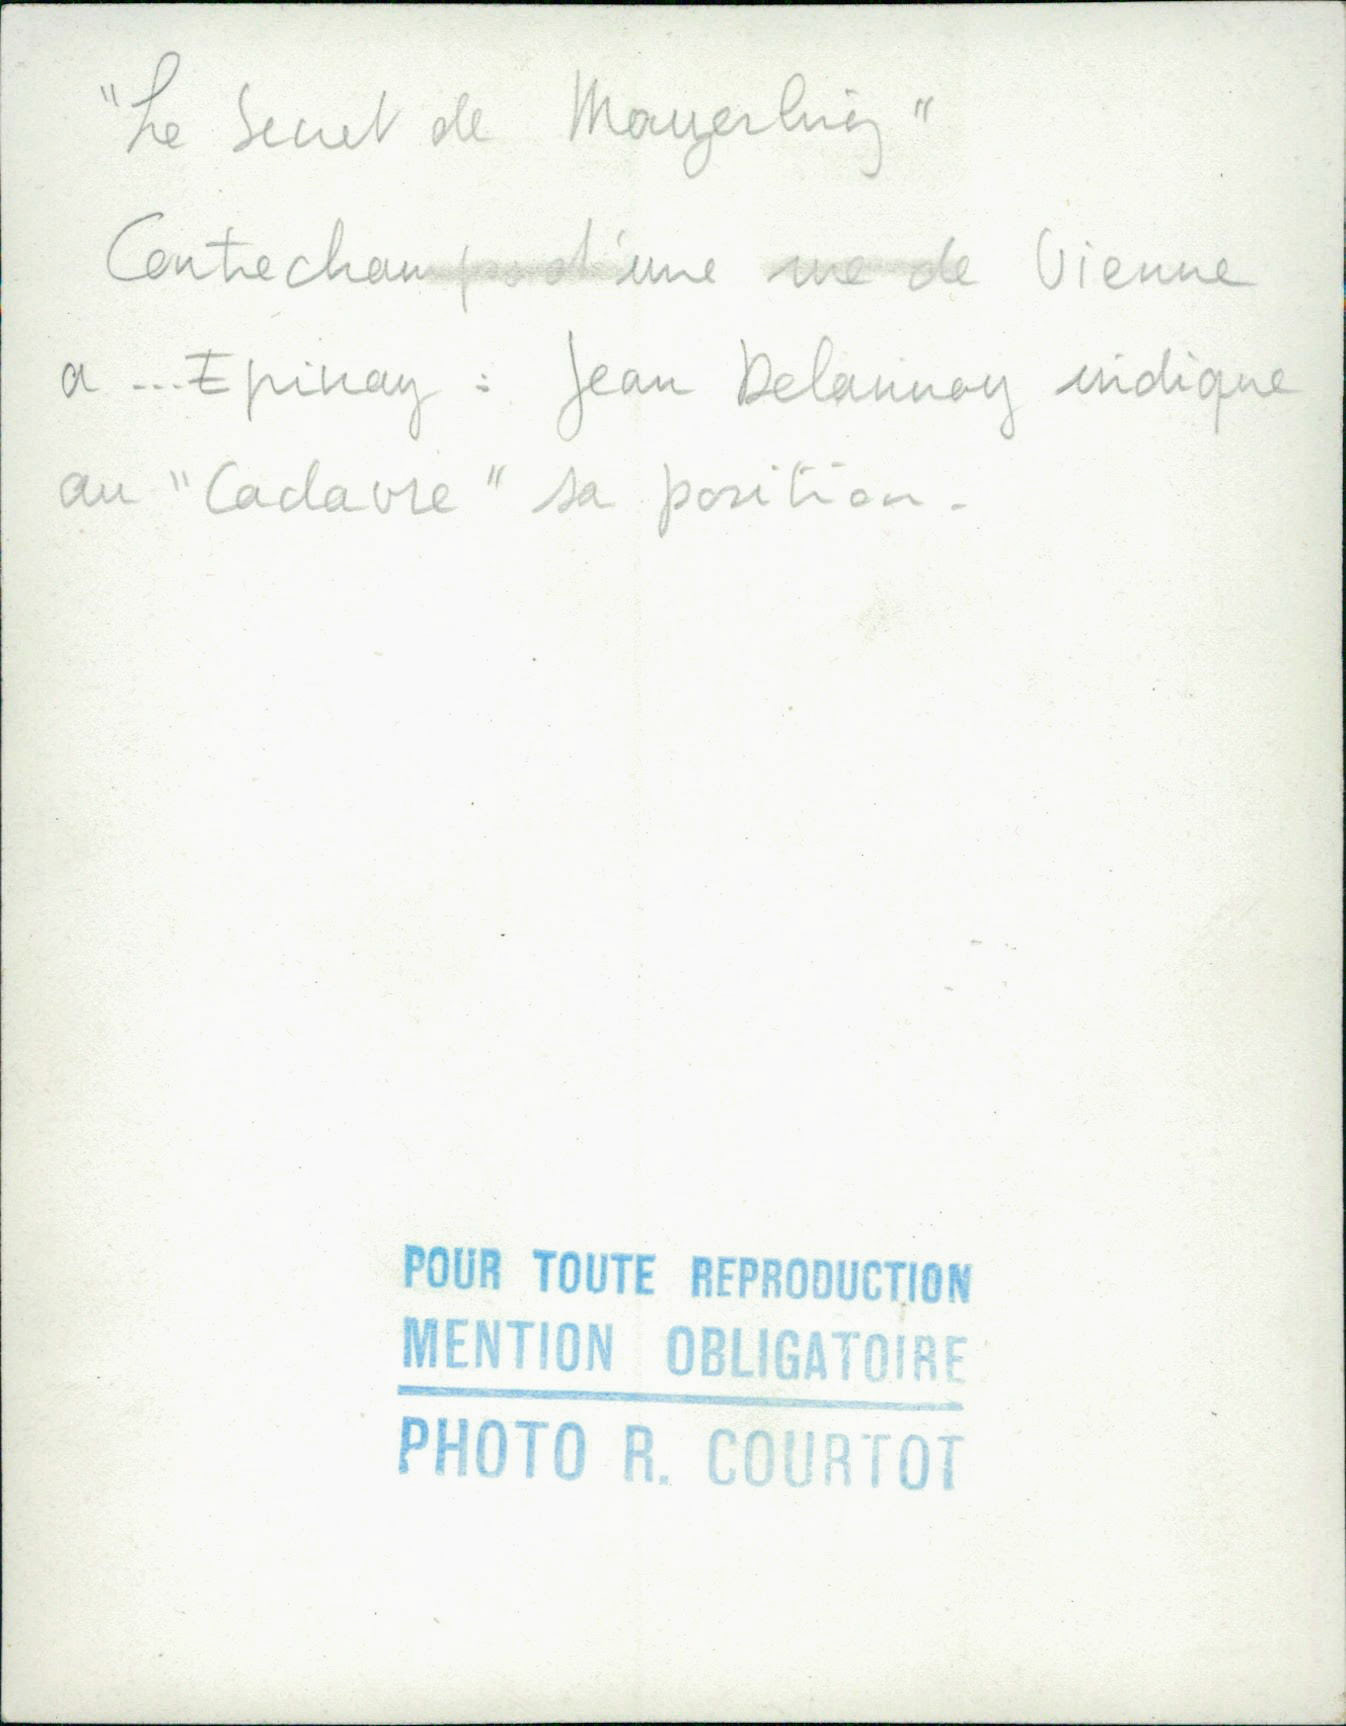 "Le Secret de Mayerling"
Contrechamp d'une rue de Vienne
a ... Epinay : Jean Delannoy indique
au "Cadavre" sa position.
POUR TOUTE REPRODUCTION
MENTION OBLIGATOIRE
PHOTO R. COURTOT